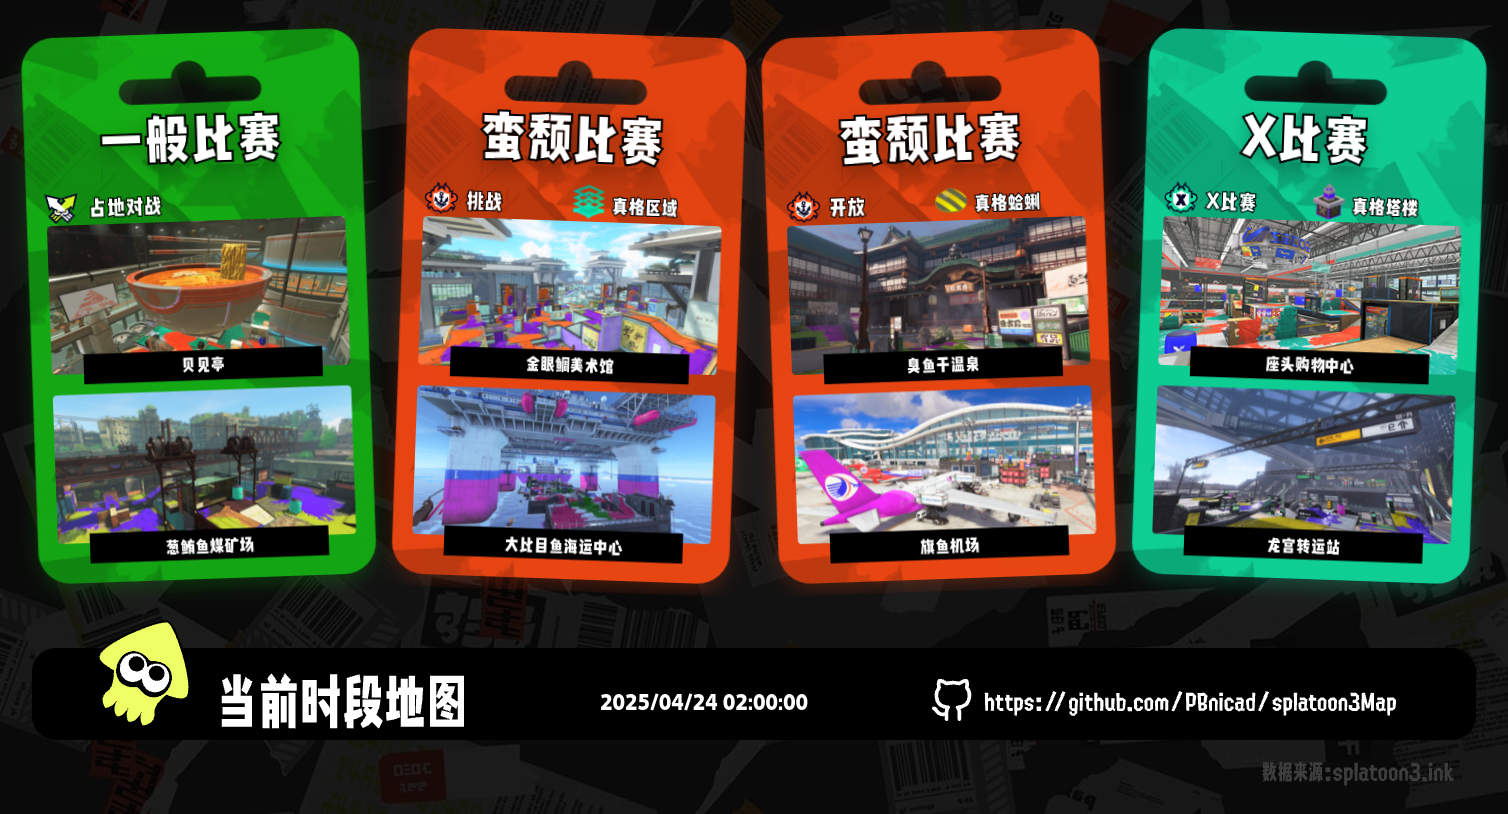 一般比赛
占地对战
贝贝亭
葱鲔鱼煤矿场
蛮颓比赛
挑战
真格区域
金眼鲷美术馆
大比目鱼海运中心
蛮颓比赛
开放
真格蛤蜊
臭鱼干温泉
旗鱼机场
X比赛
X比赛
真格塔楼
座头购物中心
龙宫转运站
当前时段地图
2025/04/24 02:00:00
https://github.com/PBnicad/splatoon3Map
数据来源:splatoon3.ink